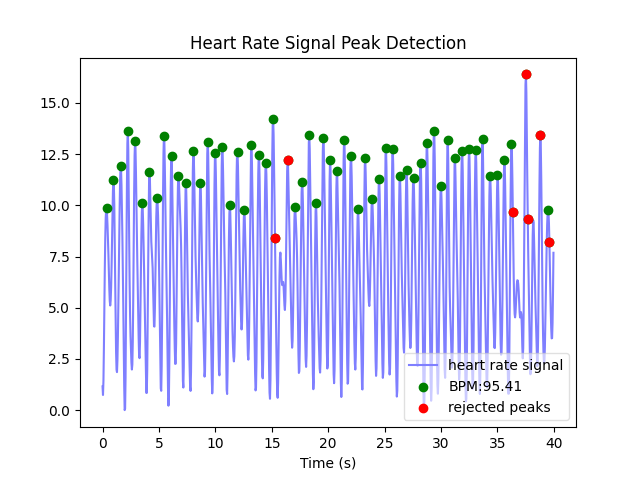 Heart Rate Signal Peak Detection
15.0
12.5
10.0
7.5
5.0
2.5
0.0
heart rate signal
BPM:95.41
rejected peaks
0 5 10 15 20 25 30 35 40
Time (s)